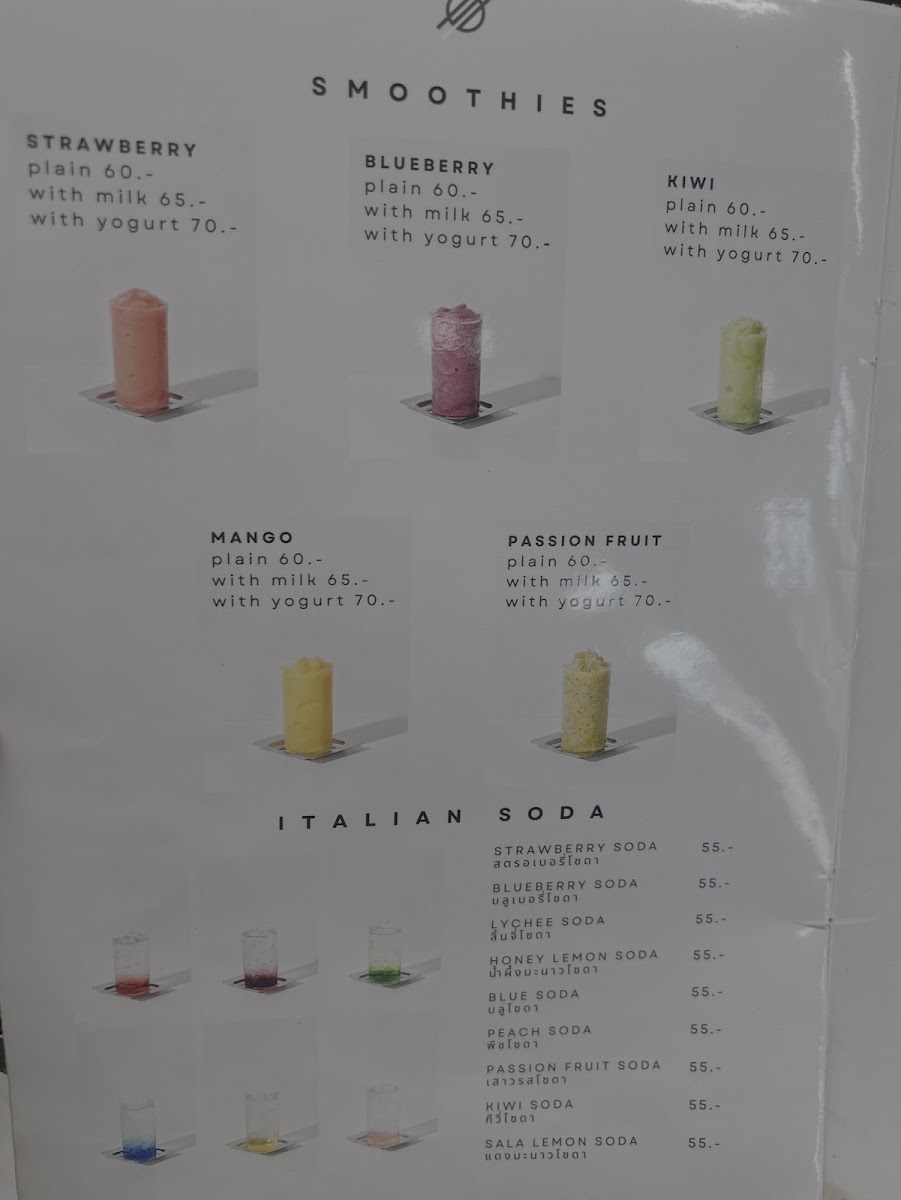 SMOOTHIES
STRAWBERRY
plain 60.-
with milk 65.-
with yogurt 70.-
BLUEBERRY
plain 60.-
with milk 65.-
with yogurt 70.-
KIWI
plain 60.-
with milk 65.-
with yogurt 70.-
MANGO
plain 60.-
with milk 65.-
with yogurt 70.-
PASSION FRUIT
plain 60.-
with milk 65.-
with yogurt 70.-
ITALIAN SODA
STRAWBERRY SODA 55.-
สตรอเบอรี่โซดา
BLUEBERRY SODA 55.-
บลูเบอรี่โซดา
LYCHEE SODA 55.-
ลิ้นจี่โซดา
HONEY LEMON SODA 55.-
น้ำผึ้งมะนาวโซดา
BLUE SODA 55.-
บลูโซดา
PEACH SODA 55.-
พีชโซดา
PASSION FRUIT SODA 55.-
เสาวรสโซดา
KIWI SODA 55.-
กีวี่โซดา
SALA LEMON SODA 55.-
แดงมะนาวโซดา